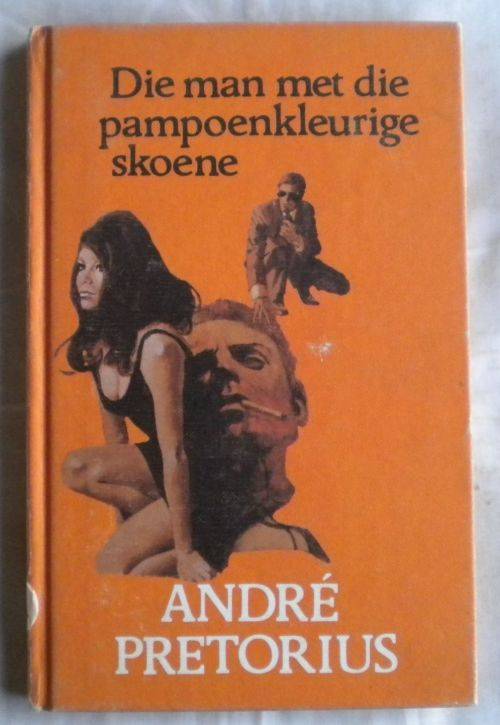 Die man met die
pampoenkleurige
skoene
ANDRÉ
PRETORIUS